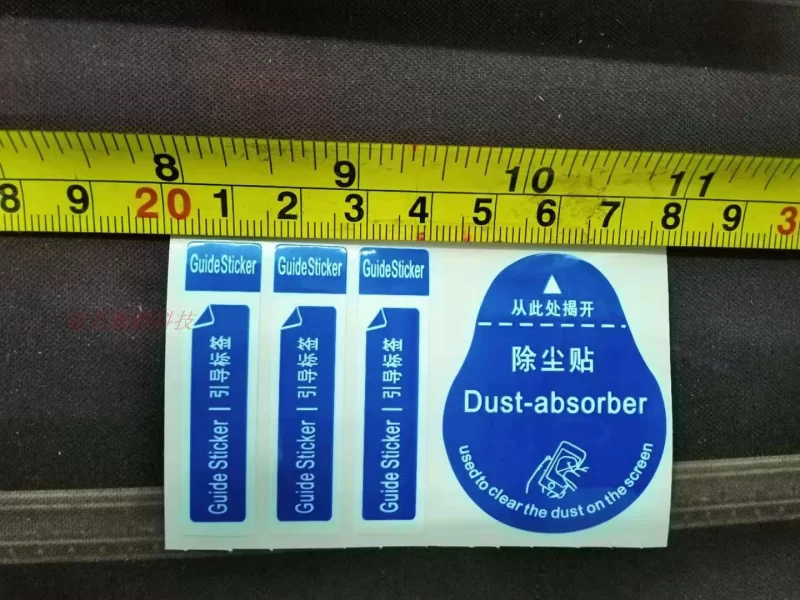 8 9 10 11
8 9 20 1 2 3 4 5 6 7 8 9 3
GuideSticker
GuideSticker
GuideSticker
Guide Sticker | 引导标签
Guide Sticker | 引导标签
Guide Sticker | 引导标签
从此处揭开
除尘贴
Dust-absorber
used to clear the dust on the screen